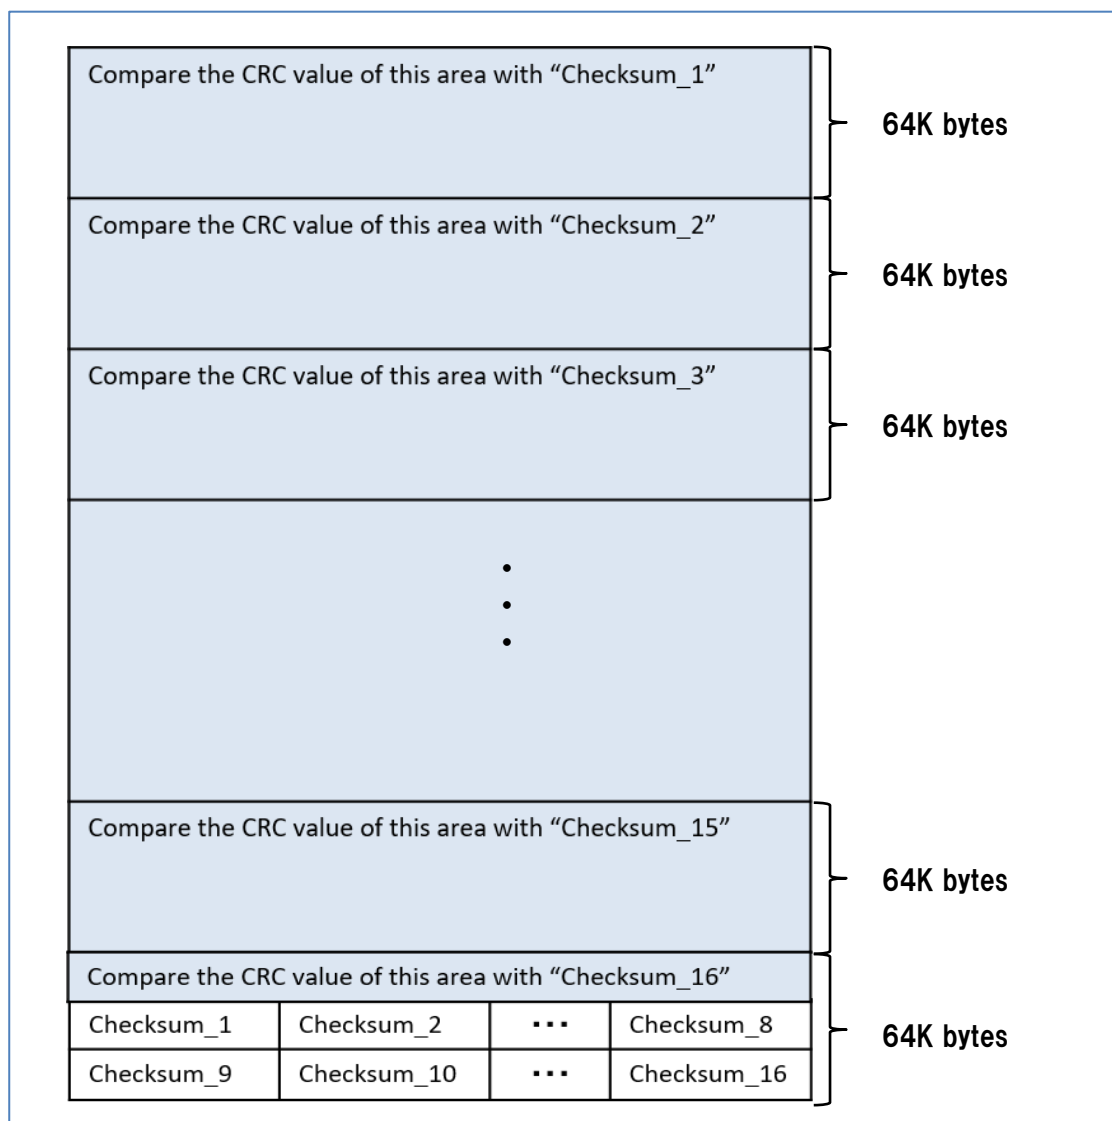 Compare the CRC value of this area with “Checksum_1”
64K bytes
Compare the CRC value of this area with “Checksum_2”
64K bytes
Compare the CRC value of this area with “Checksum_3”
64K bytes
Compare the CRC value of this area with “Checksum_15”
64K bytes
Compare the CRC value of this area with “Checksum_16”
Checksum_1 Checksum_2 ··· Checksum_8
64K bytes
Checksum_9 Checksum_10 ··· Checksum_16